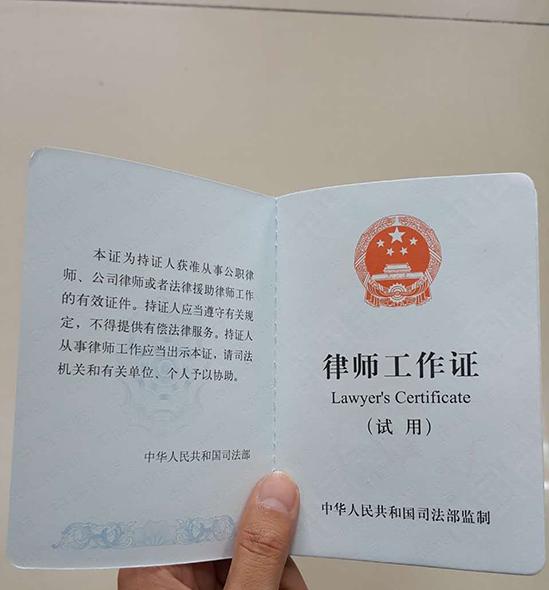 本证为持证人获准从事公职律
师、公司律师或者法律援助律师工作
的有效证件。持证人应当遵守有关规
定，不得提供有偿法律服务。持证人
从事律师工作应当出示本证，请司法
机关和有关单位、个人予以协助。
中华人民共和国司法部
律师工作证
Lawyer's Certificate
（试 用）
中华人民共和国司法部监制